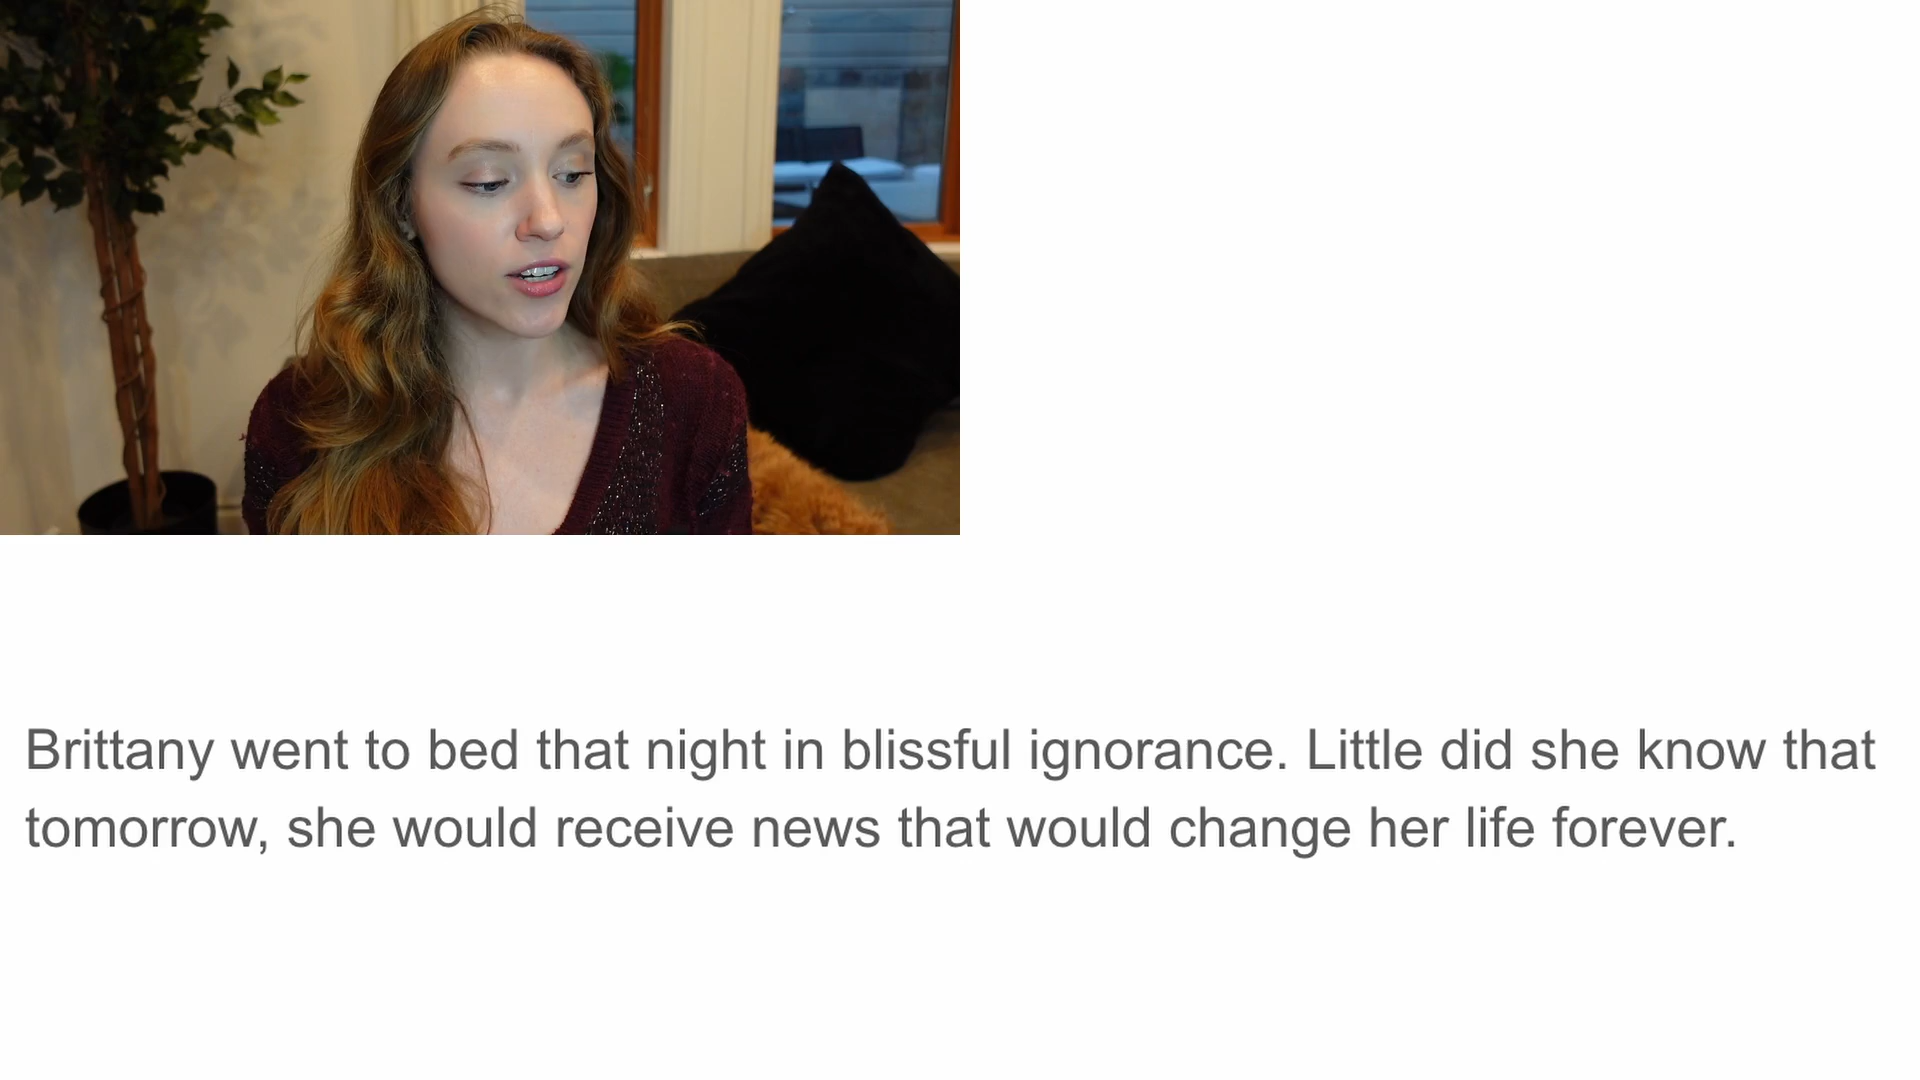 Brittany went to bed that night in blissful ignorance. Little did she know that
tomorrow, she would receive news that would change her life forever.